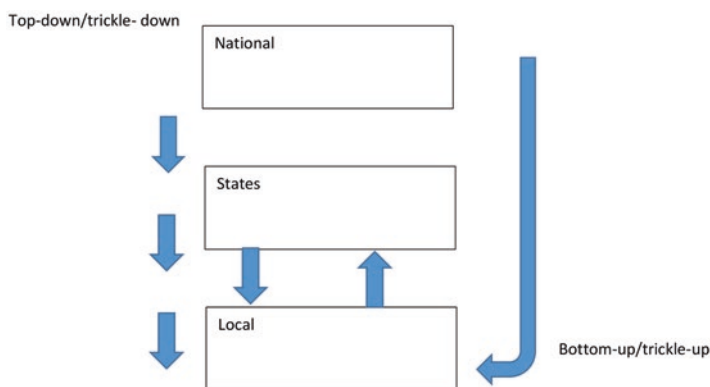 Top-down/trickle- down
National
States
Local
Bottom-up/trickle-up